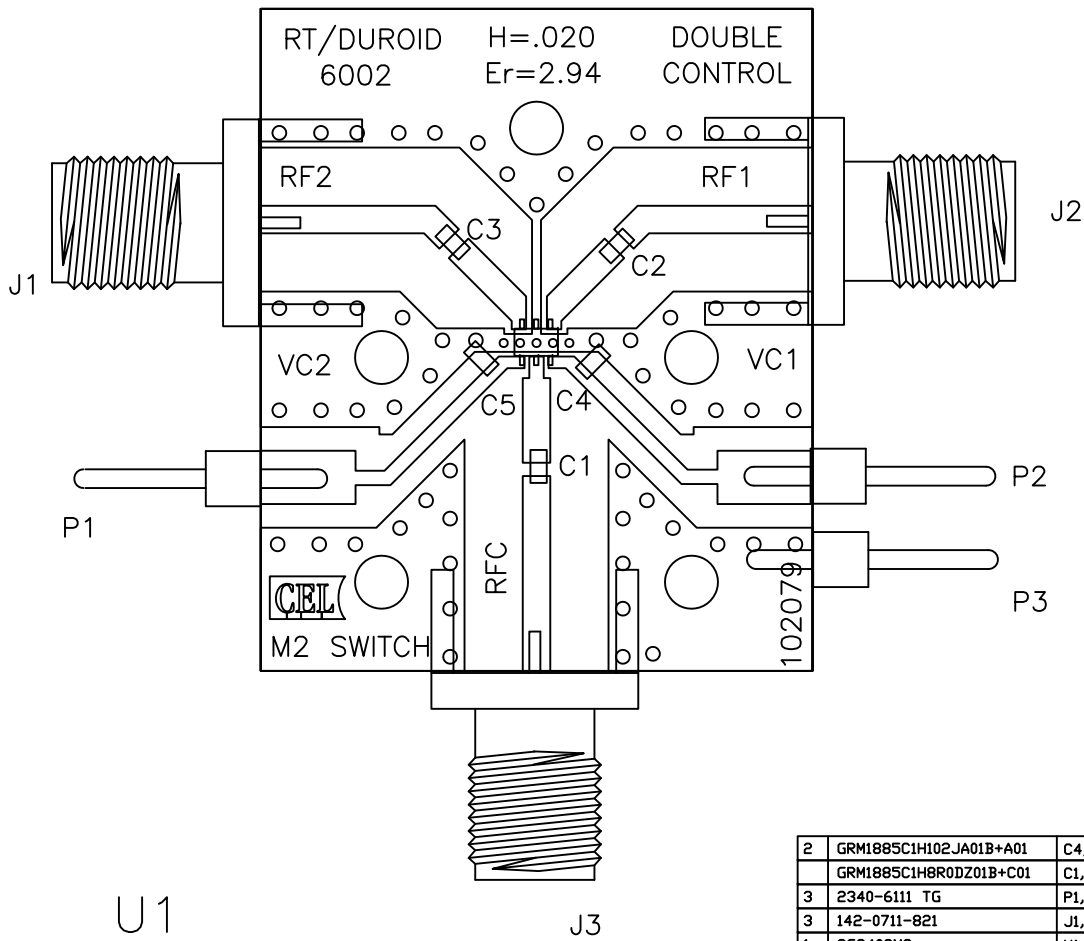 RT/DUROID H=.020 DOUBLE
6002 Er=2.94 CONTROL
RF2 RF1
J2
C3
C2
J1
VC2 VC1
C5 C4
C1
P2
P1
RFC
P3
CEL
102079
M2 SWITCH
U1
J3
2 GRM1885C1H102JA01B+A01 C4,
GRM1885C1H8R0DZ01B+C01 C1,
3 2340-6111 TG P1,
3 142-0711-821 J1,